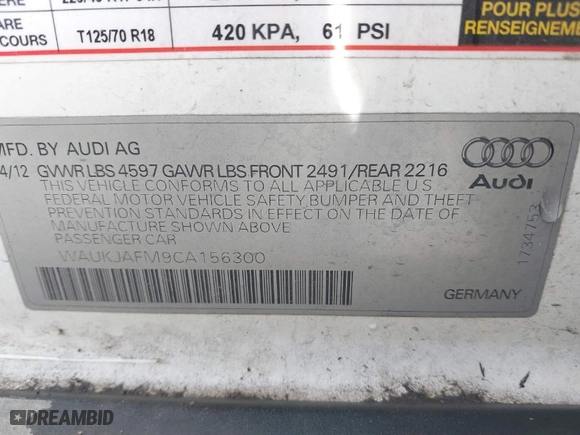 T125/70 R18
420 KPA, 61 PSI
COURS
POUR PLUS
RENSEIGNEMEN
MFD. BY AUDI AG
4/12 GVWR LBS 4597 GAWR LBS FRONT 2491/REAR 2216
THIS VEHICLE CONFORMS TO ALL APPLICABLE U S
FEDERAL MOTOR VEHICLE SAFETY,BUMPER AND THEFT
PREVENTION STANDARDS IN EFFECT ON THE DATE OF
MANUFACTURE SHOWN ABOVE
PASSENGER CAR
WAUKJAFM9CA156300
Audi
1734753
GERMANY
DREAMBID